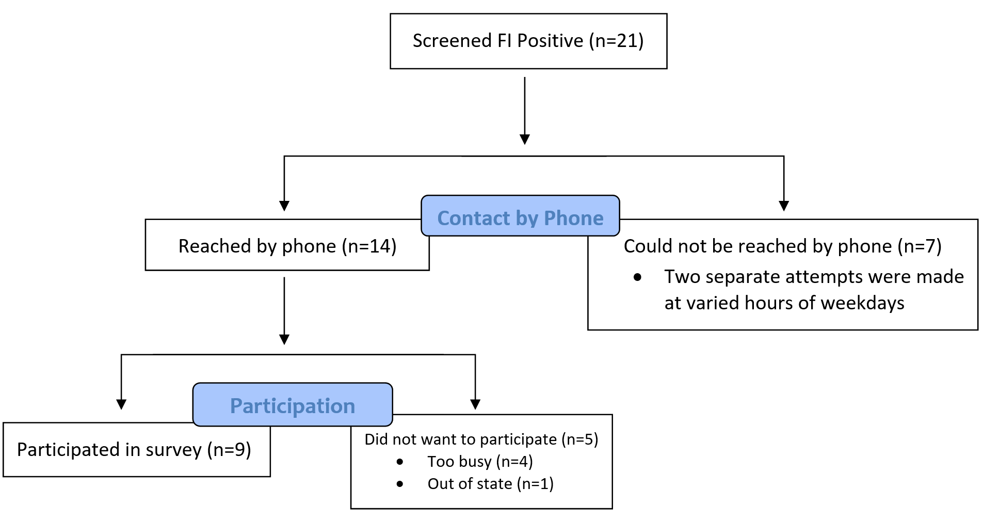 Screened FI Positive (n=21)
Contact by Phone
Reached by phone (n=14)
Could not be reached by phone (n=7)
• Two separate attempts were made
at varied hours of weekdays
Participation
Participated in survey (n=9)
Did not want to participate (n=5)
• Too busy (n=4)
• Out of state (n=1)